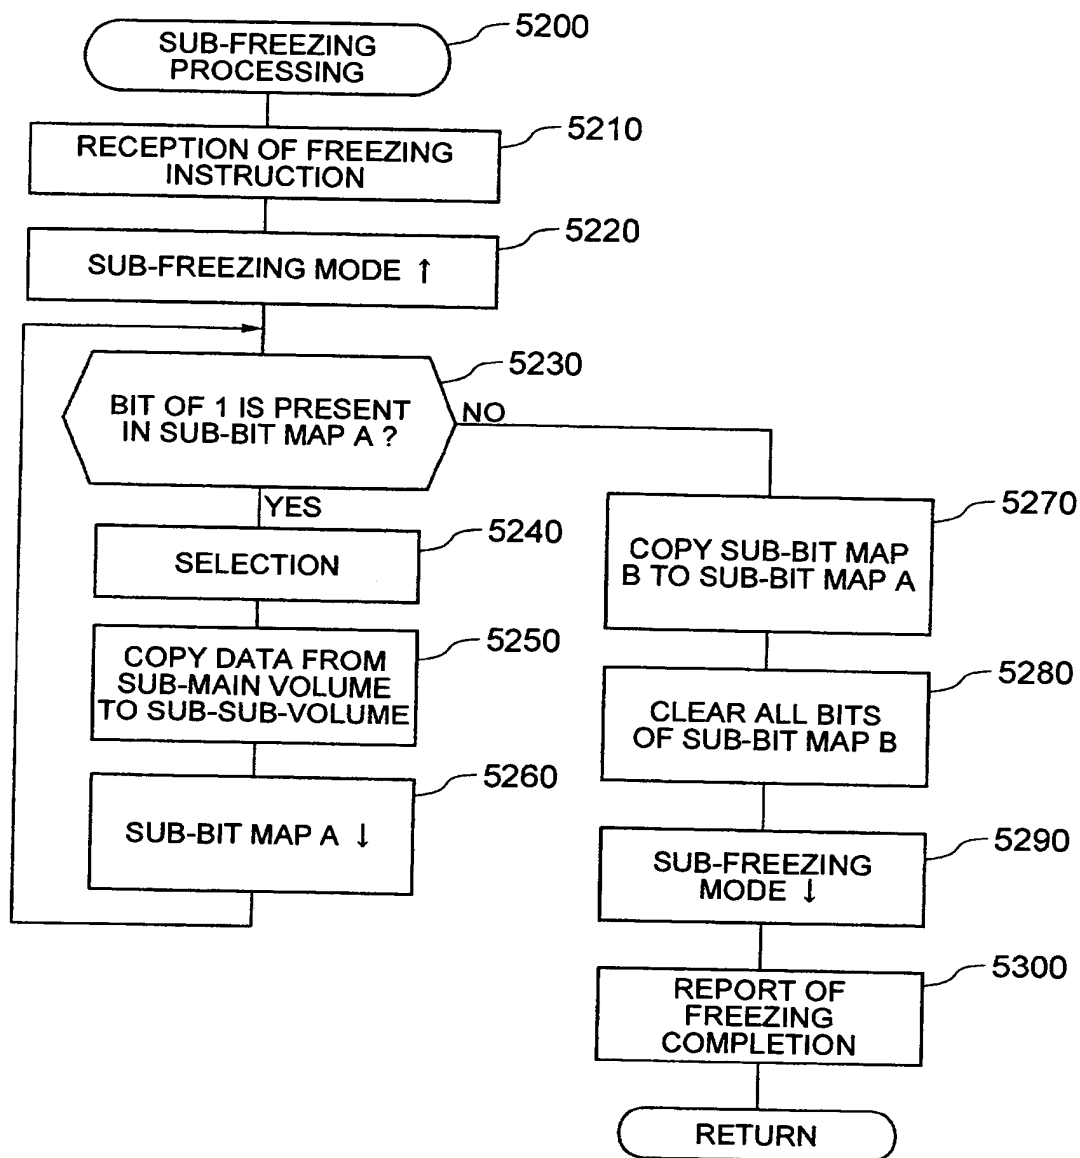 SUB-FREEZING
PROCESSING
5200
RECEPTION OF FREEZING
INSTRUCTION
5210
SUB-FREEZING MODE ↑
5220
BIT OF 1 IS PRESENT
IN SUB-BIT MAP A ?
5230
NO
YES
SELECTION
5240
COPY DATA FROM
SUB-MAIN VOLUME
TO SUB-SUB-VOLUME
5250
SUB-BIT MAP A ↓
5260
COPY SUB-BIT MAP
B TO SUB-BIT MAP A
5270
CLEAR ALL BITS
OF SUB-BIT MAP B
5280
SUB-FREEZING
MODE ↓
5290
REPORT OF
FREEZING
COMPLETION
5300
RETURN